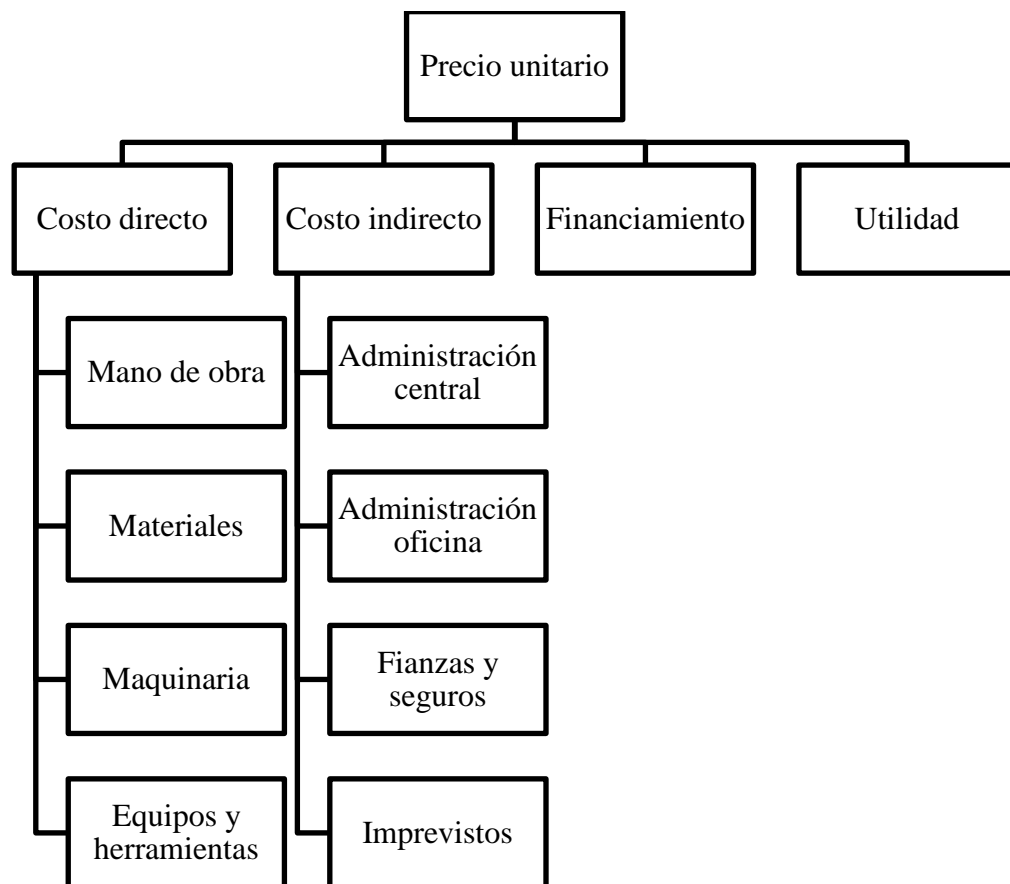 Precio unitario
Costo directo
Costo indirecto
Financiamiento
Utilidad
Mano de obra
Administración
central
Materiales
Administración
oficina
Maquinaria
Fianzas y
seguros
Equipos y
herramientas
Imprevistos